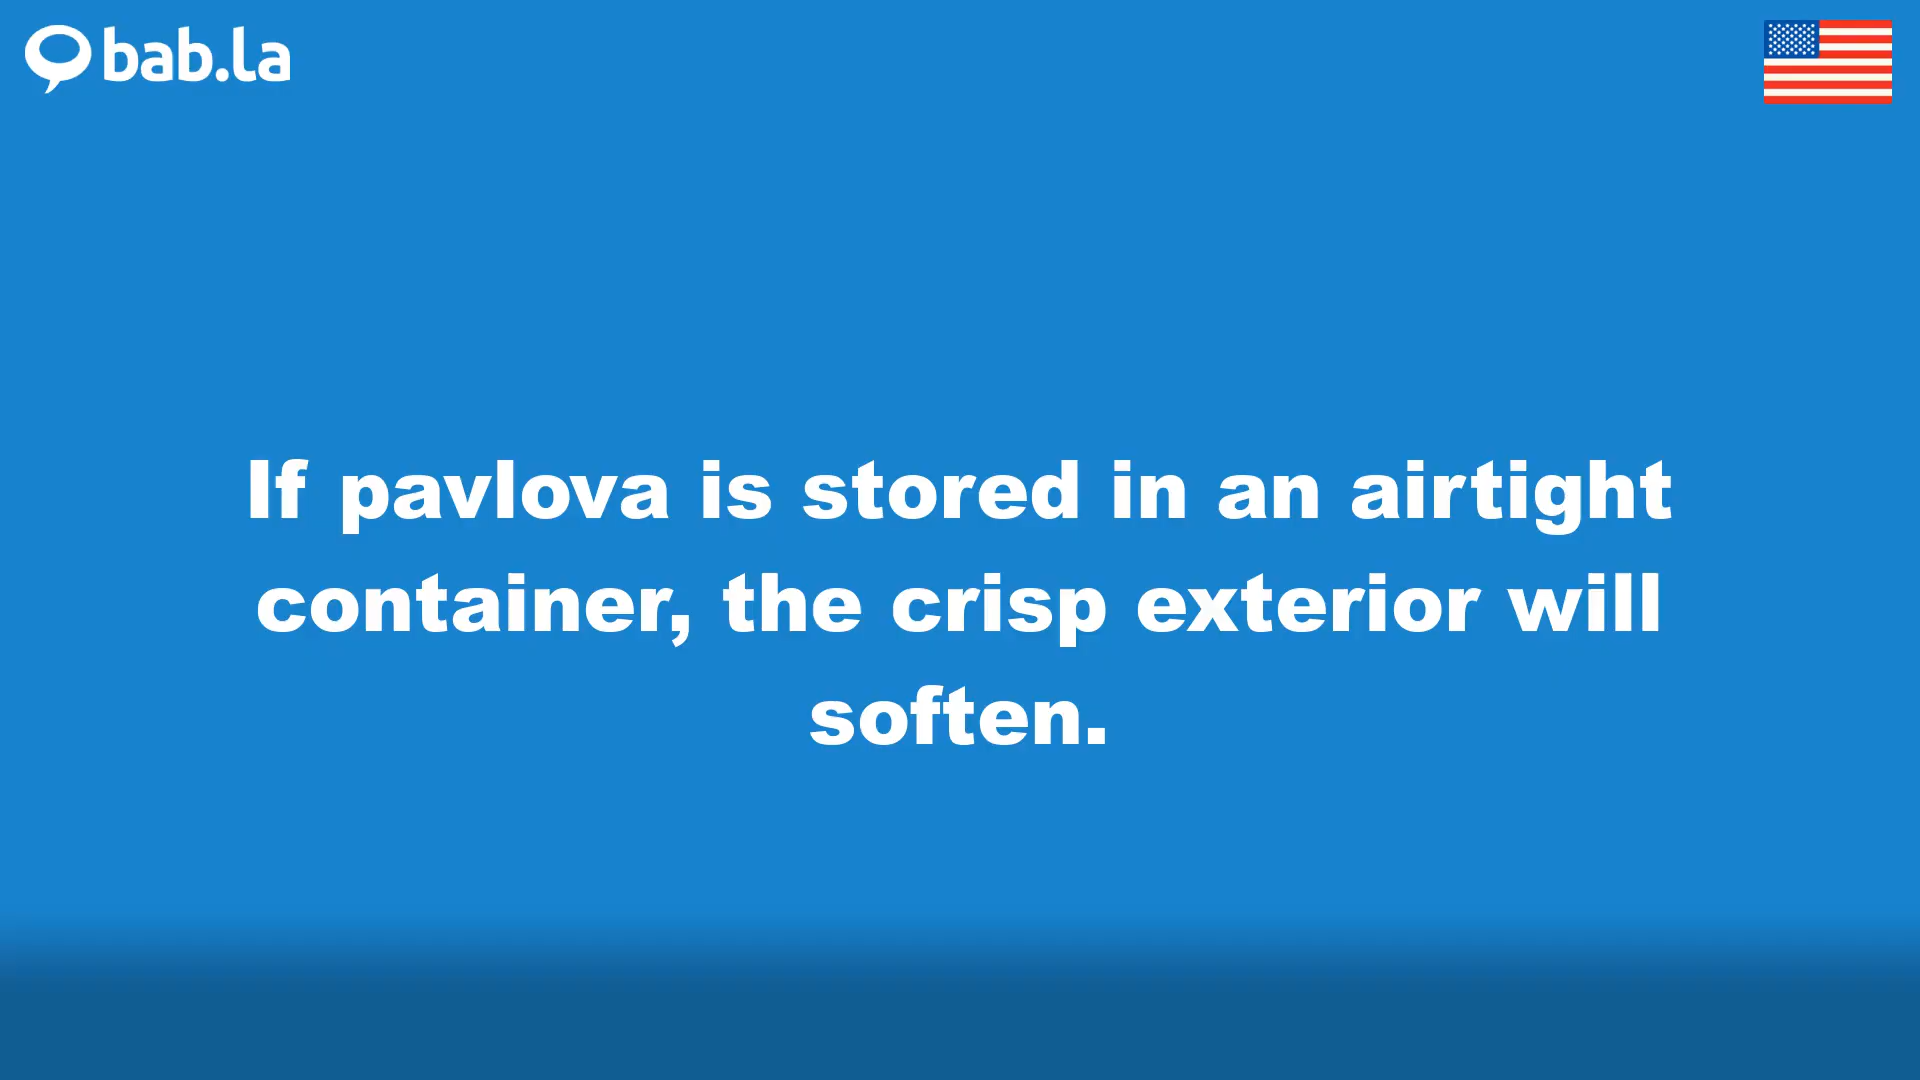 bab.la
If pavlova is stored in an airtight
container, the crisp exterior will
soften.